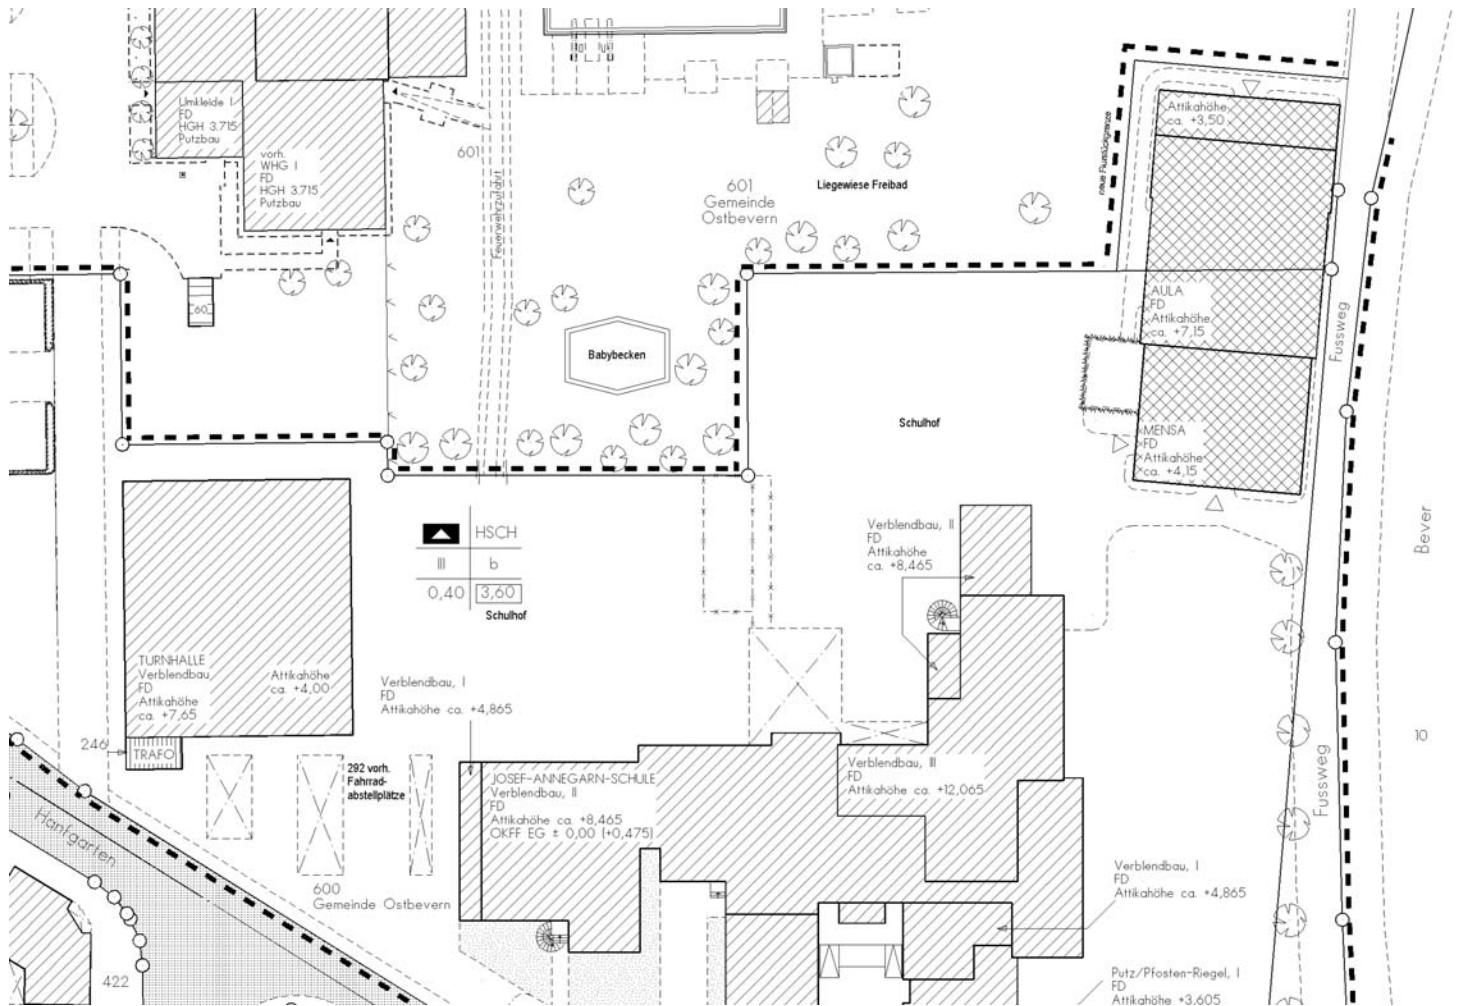 Umkleide I
FD
HGH 3.715
Putzbau
vorh.
WHG I
FD
HGH 3.715
Putzbau
601
Feuerwehrzufahrt
601
Gemeinde
Ostbevern
Liegewiese Freibad
neue Flurstücksgrenze
Attikahöhe
ca. +3,50
60
Babybecken
AULA
FD
Attikahöhe
ca. +7,15
Fussweg
Schulhof
MENSA
FD
Attikahöhe
ca. +4,15
HSCH
III
b
0,40
3,60
Schulhof
Verblendbau, II
FD
Attikahöhe
ca. +8,465
Bever
TURNHALLE
Verblendbau
FD
Attikahöhe
ca. +7,65
Attikahöhe
ca. +4,00
Verblendbau, I
FD
Attikahöhe ca. +4,865
246
TRAFO
292 vorh.
Fahrrad-
abstellplätze
JOSEF-ANNEGARN-SCHULE
Verblendbau, II
FD
Attikahöhe ca. +8,465
OKFF EG ± 0,00 (+0,475)
Verblendbau, III
FD
Attikahöhe ca. +12,065
10
Fussweg
Hanfgarten
600
Gemeinde Ostbevern
Verblendbau, I
FD
Attikahöhe ca. +4,865
422
Putz/Pfosten-Riegel, I
FD
Attikahöhe +3,605